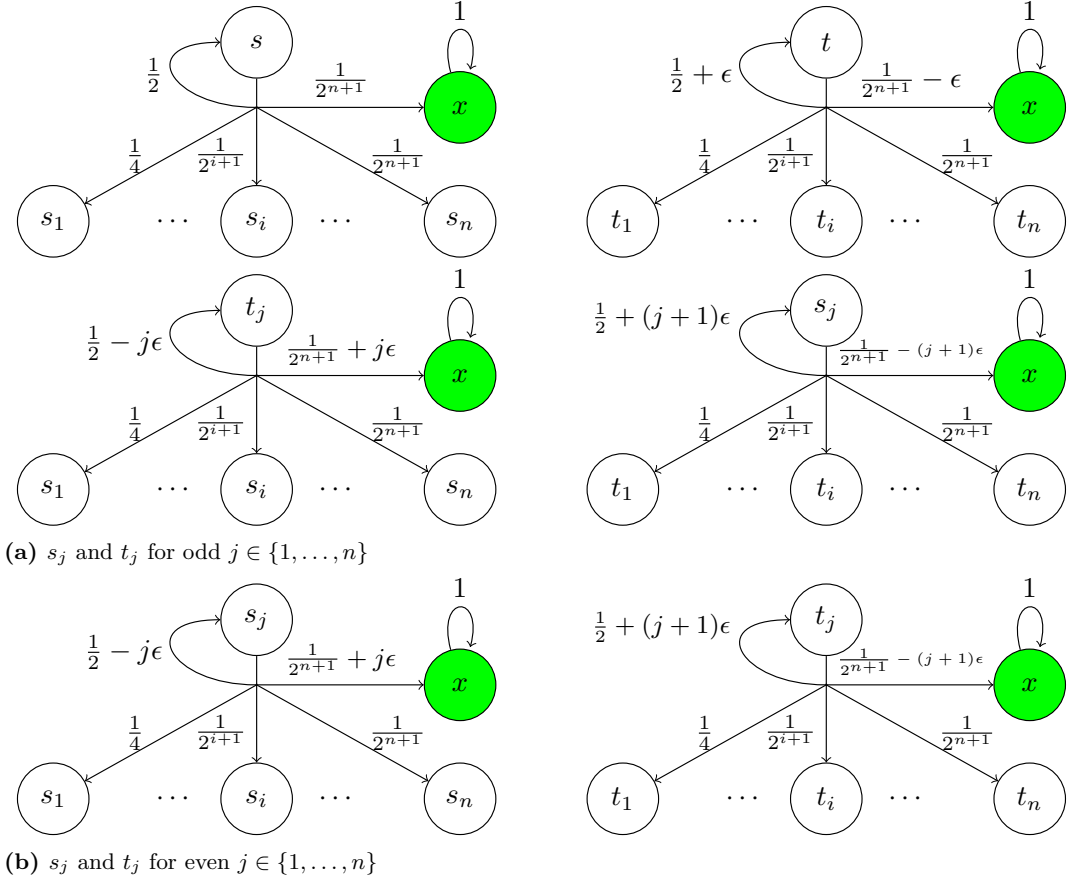 s
1
1/2
1/2^{n+1}
x
1/4
1/2^{i+1}
1/2^{n+1}
s_1 ··· s_i ··· s_n
t
1
1/2 + ϵ
1/2^{n+1} − ϵ
x
1/4
1/2^{i+1}
1/2^{n+1}
t_1 ··· t_i ··· t_n
t_j
1
1/2 − jϵ
1/2^{n+1} + jϵ
x
1/4
1/2^{i+1}
1/2^{n+1}
s_1 ··· s_i ··· s_n
s_j
1
1/2 + (j + 1)ϵ
1/2^{n+1} − (j + 1)ϵ
x
1/4
1/2^{i+1}
1/2^{n+1}
t_1 ··· t_i ··· t_n
(a) s_j and t_j for odd j ∈ {1, . . . , n}
s_j
1
1/2 − jϵ
1/2^{n+1} + jϵ
x
1/4
1/2^{i+1}
1/2^{n+1}
s_1 ··· s_i ··· s_n
t_j
1
1/2 + (j + 1)ϵ
1/2^{n+1} − (j + 1)ϵ
x
1/4
1/2^{i+1}
1/2^{n+1}
t_1 ··· t_i ··· t_n
(b) s_j and t_j for even j ∈ {1, . . . , n}